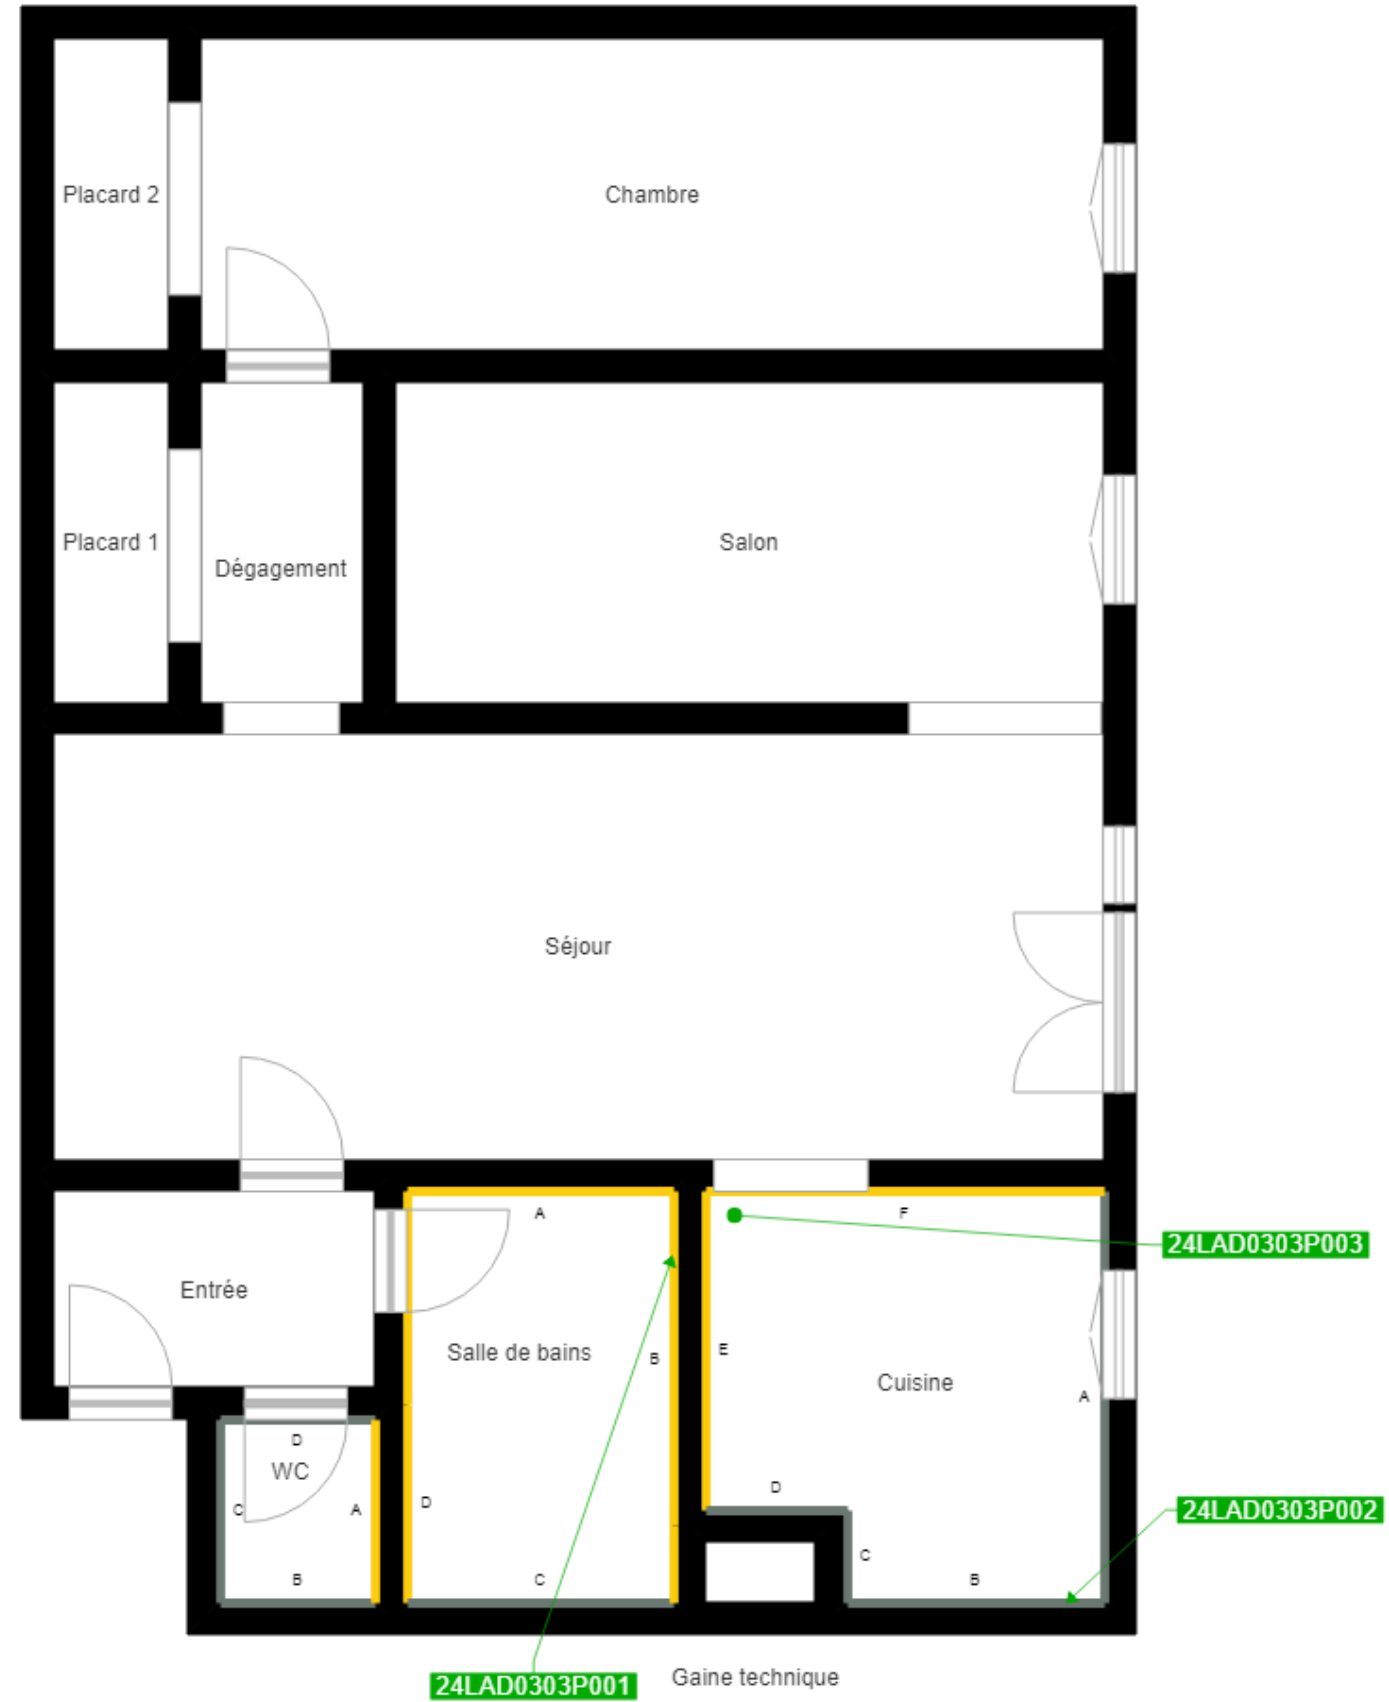 Placard 2
Chambre
Placard 1
Dégagement
Salon
Séjour
A
F
24LAD0303P003
Entrée
Salle de bains
B
E
Cuisine
A
D
WC
C
A
D
D
24LAD0303P002
C
B
C
B
24LAD0303P001
Gaine technique